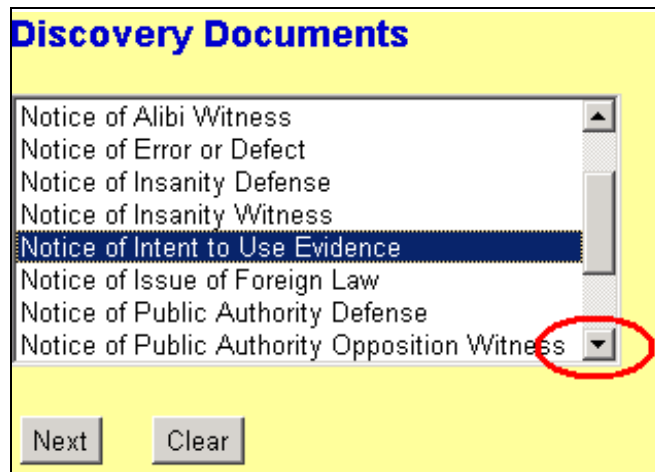 Discovery Documents
Notice of Alibi Witness
Notice of Error or Defect
Notice of Insanity Defense
Notice of Insanity Witness
Notice of Intent to Use Evidence
Notice of Issue of Foreign Law
Notice of Public Authority Defense
Notice of Public Authority Opposition Witness
Next Clear